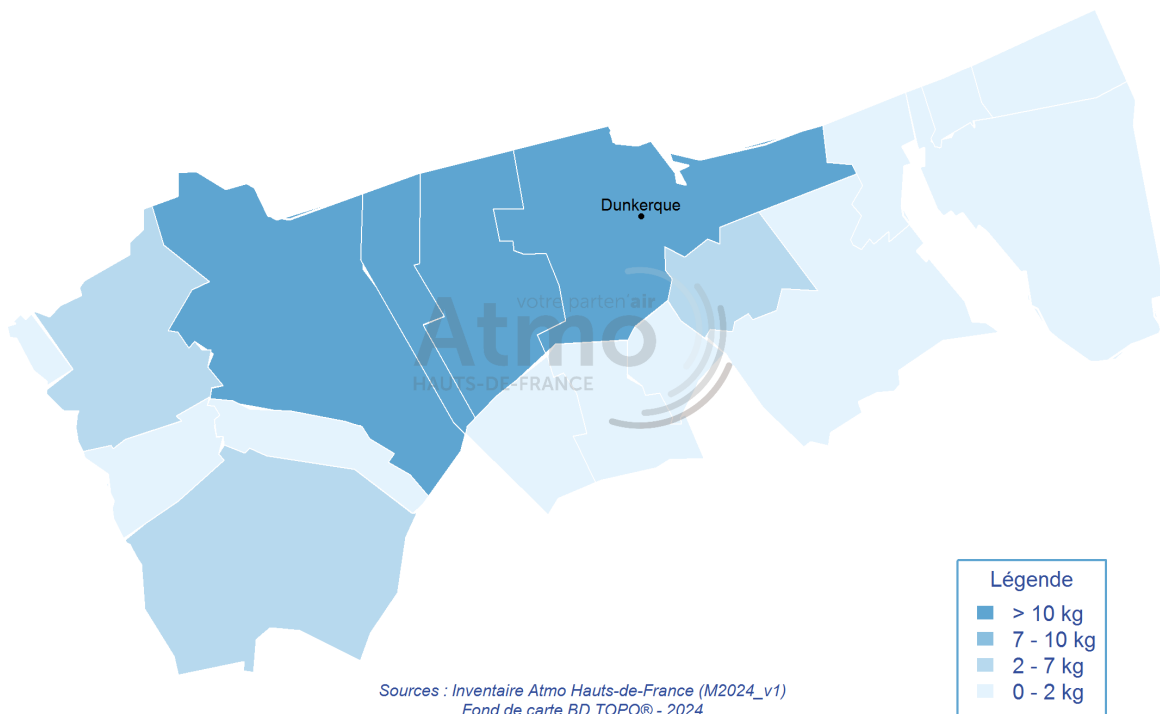 Dunkerque
votre parten'air
Atmo
HAUTS-DE-FRANCE
Légende
> 10 kg
7 - 10 kg
2 - 7 kg
0 - 2 kg
Sources : Inventaire Atmo Hauts-de-France (M2024_v1)
Fond de carte BD TOPO® - 2024